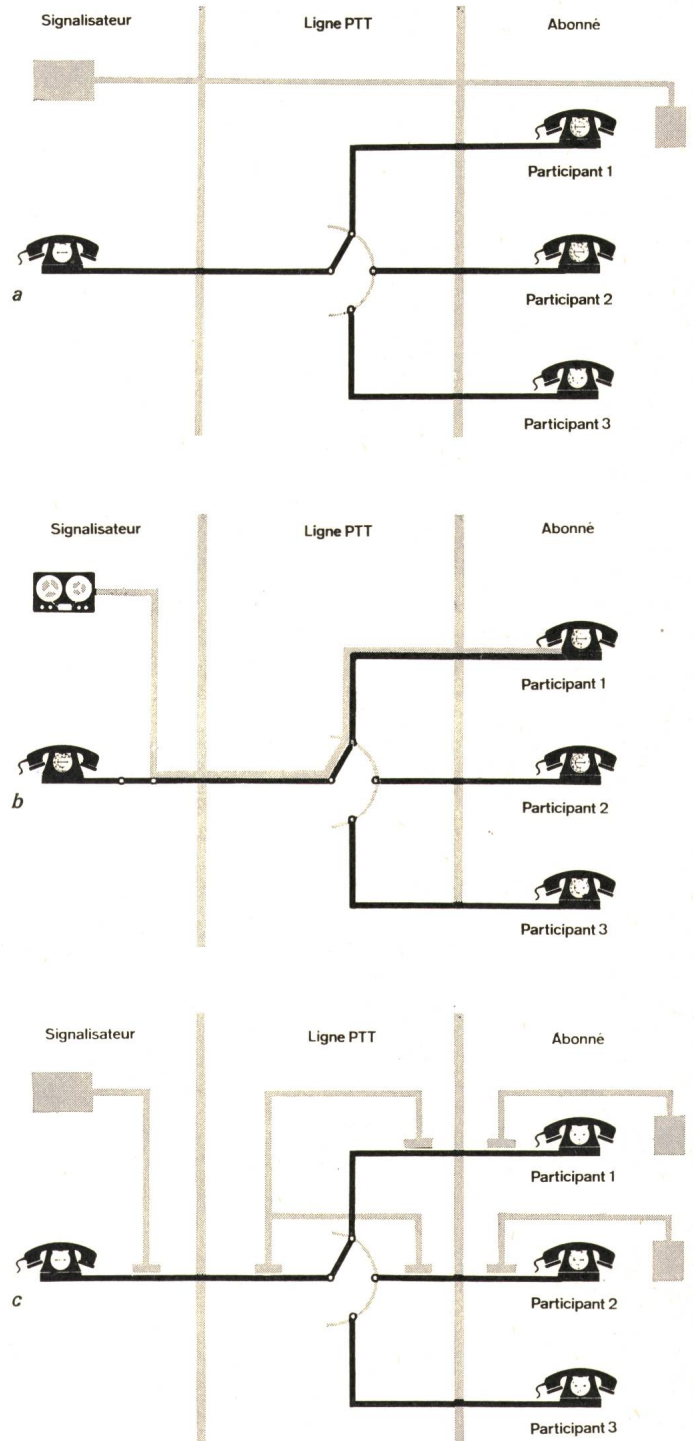 Signalisateur Ligne PTT Abonné
Participant 1
a
Participant 2
Participant 3
Signalisateur Ligne PTT Abonné
Participant 1
b
Participant 2
Participant 3
Signalisateur Ligne PTT Abonné
Participant 1
c
Participant 2
Participant 3